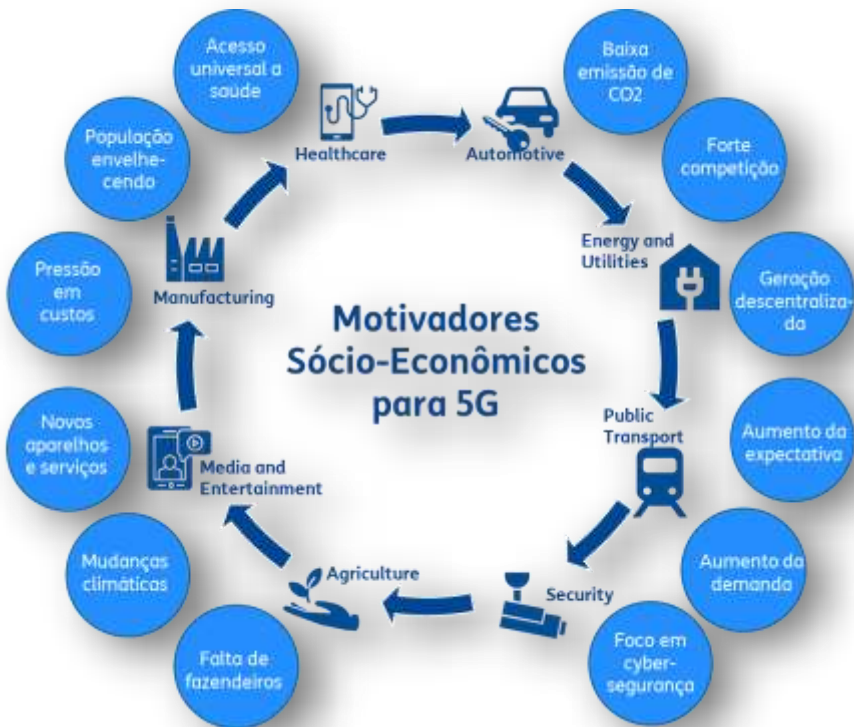 Acesso
universal a
saúde
Baixa
emissão de
CO2
População
envelhe-
cendo
Forte
competição
Healthcare
Automotive
Energy and
Utilities
Pressão
em
custos
Manufacturing
Geração
descentraliza-
da
Motivadores
Sócio-Econômicos
para 5G
Novos
aparelhos
e serviços
Media and
Entertainment
Public
Transport
Aumento da
expectativa
Mudanças
climáticas
Agriculture
Security
Aumento da
demanda
Falta de
fazendeiros
Foco em
cyber-
segurança